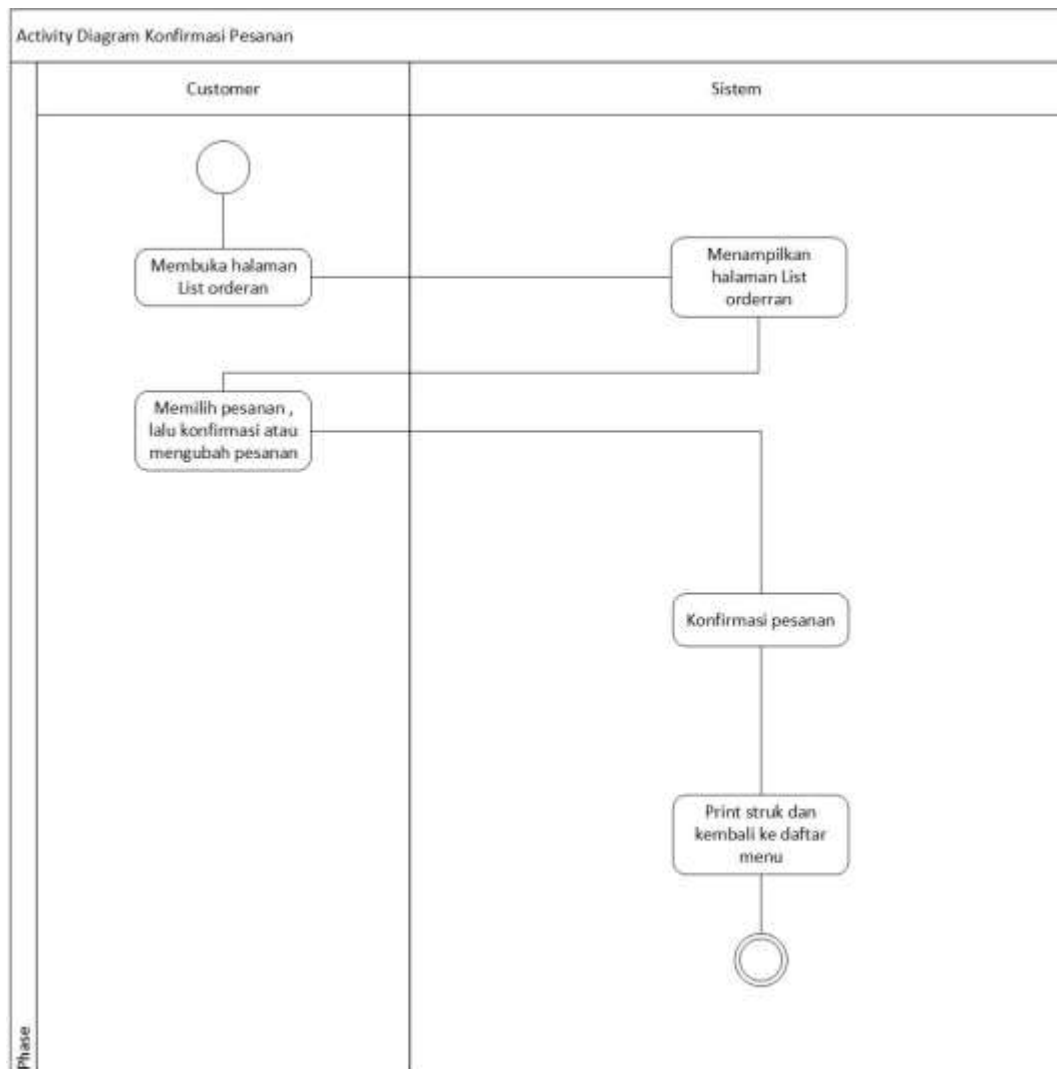 Activity Diagram Konfirmasi Pesanan
Customer
Sistem
Membuka halaman
List orderan
Menampilkan
halaman List
orderran
Memilih pesanan ,
lalu konfirmasi atau
mengubah pesanan
Konfirmasi pesanan
Print struk dan
kembali ke daftar
menu
Phase